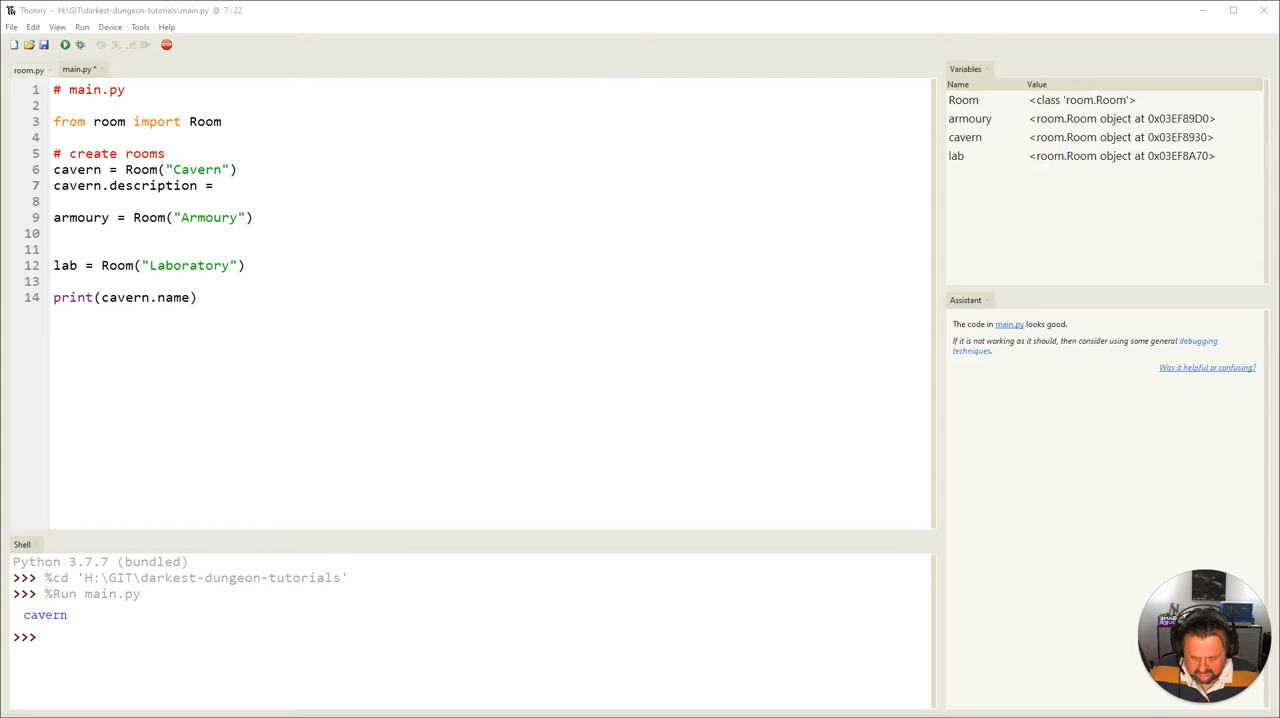 Thonny - H:\GIT\darkest-dungeon-tutorials\main.py @ 7:22
File Edit View Run Device Tools Help
STOP
room.py × main.py * ×
1 # main.py
2
3 from room import Room
4
5 # create rooms
6 cavern = Room("Cavern")
7 cavern.description =
8
9 armoury = Room("Armoury")
10
11
12 lab = Room("Laboratory")
13
14 print(cavern.name)
Shell
Python 3.7.7 (bundled)
>>> %cd 'H:\GIT\darkest-dungeon-tutorials'
>>> %Run main.py
cavern
>>>
Variables
Name Value
Room <class 'room.Room'>
armoury <room.Room object at 0x03EF89D0>
cavern <room.Room object at 0x03EF8930>
lab <room.Room object at 0x03EF8A70>
Assistant
The code in main.py looks good.
If it is not working as it should, then consider using some general debugging
techniques.
Was it helpful or confusing?